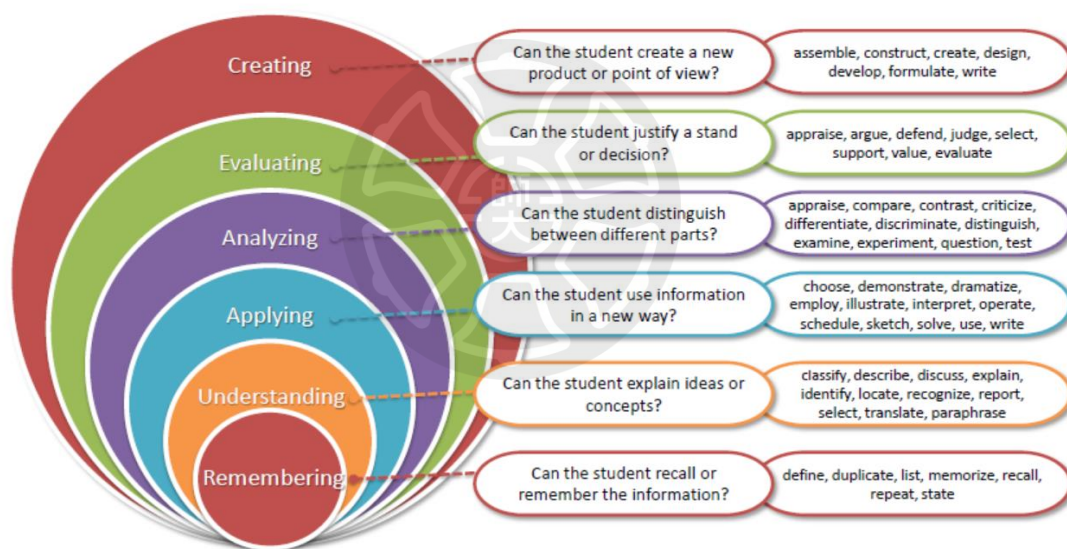 Creating
Can the student create a new
product or point of view?
assemble, construct, create, design,
develop, formulate, write
Evaluating
Can the student justify a stand
or decision?
appraise, argue, defend, judge, select,
support, value, evaluate
Analyzing
Can the student distinguish
between different parts?
appraise, compare, contrast, criticize,
differentiate, discriminate, distinguish,
examine, experiment, question, test
Applying
Can the student use information
in a new way?
choose, demonstrate, dramatize,
employ, illustrate, interpret, operate,
schedule, sketch, solve, use, write
Understanding
Can the student explain ideas or
concepts?
classify, describe, discuss, explain,
identify, locate, recognize, report,
select, translate, paraphrase
Remembering
Can the student recall or
remember the information?
define, duplicate, list, memorize, recall,
repeat, state
師大